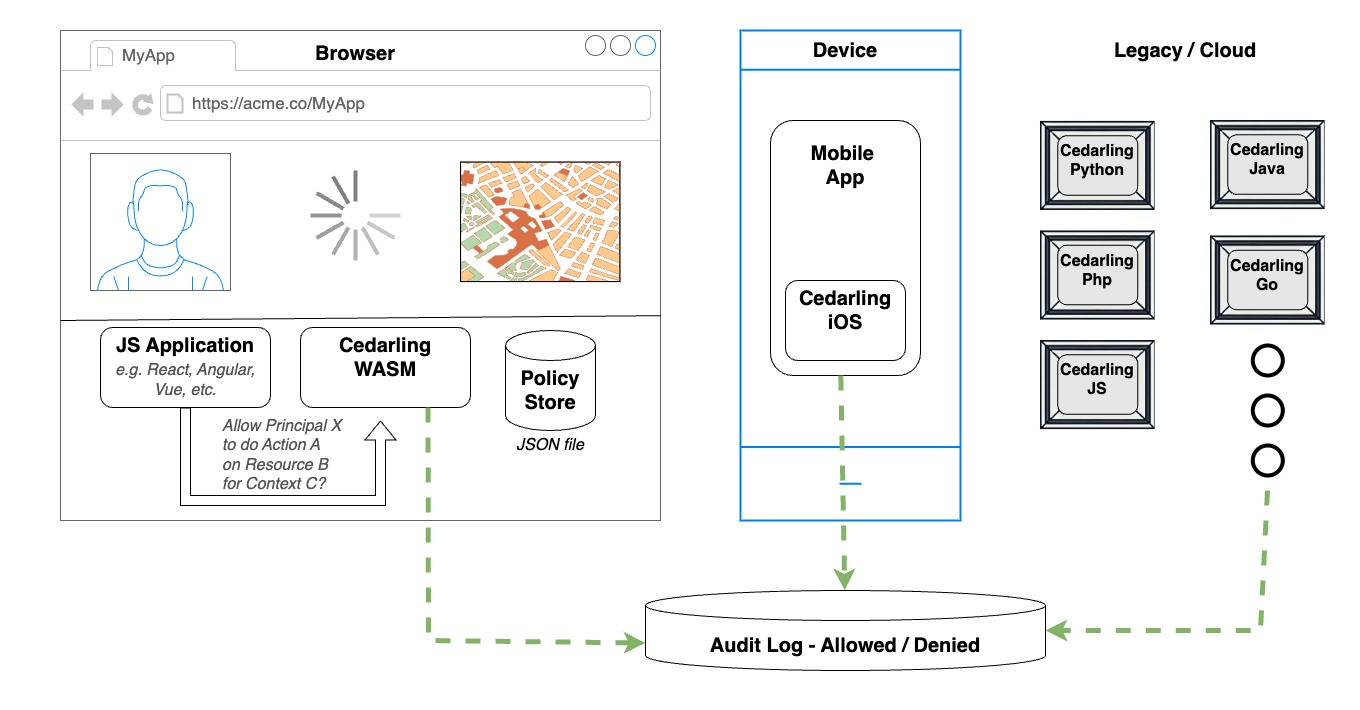 MyApp
Browser
https://acme.co/MyApp
JS Application
e.g. React, Angular,
Vue, etc.
Cedarling
WASM
Policy
Store
JSON file
Allow Principal X
to do Action A
on Resource B
for Context C?
Device
Mobile
App
Cedarling
iOS
Legacy / Cloud
Cedarling
Python
Cedarling
Java
Cedarling
Php
Cedarling
Go
Cedarling
JS
Audit Log - Allowed / Denied